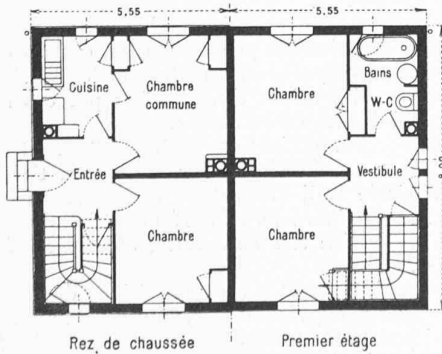 5,55 5,55
Cuisine
Chambre
commune
Chambre
Bains
W-C
Entrée
Vestibule
Chambre
Chambre
Rez de chaussée
Premier étage